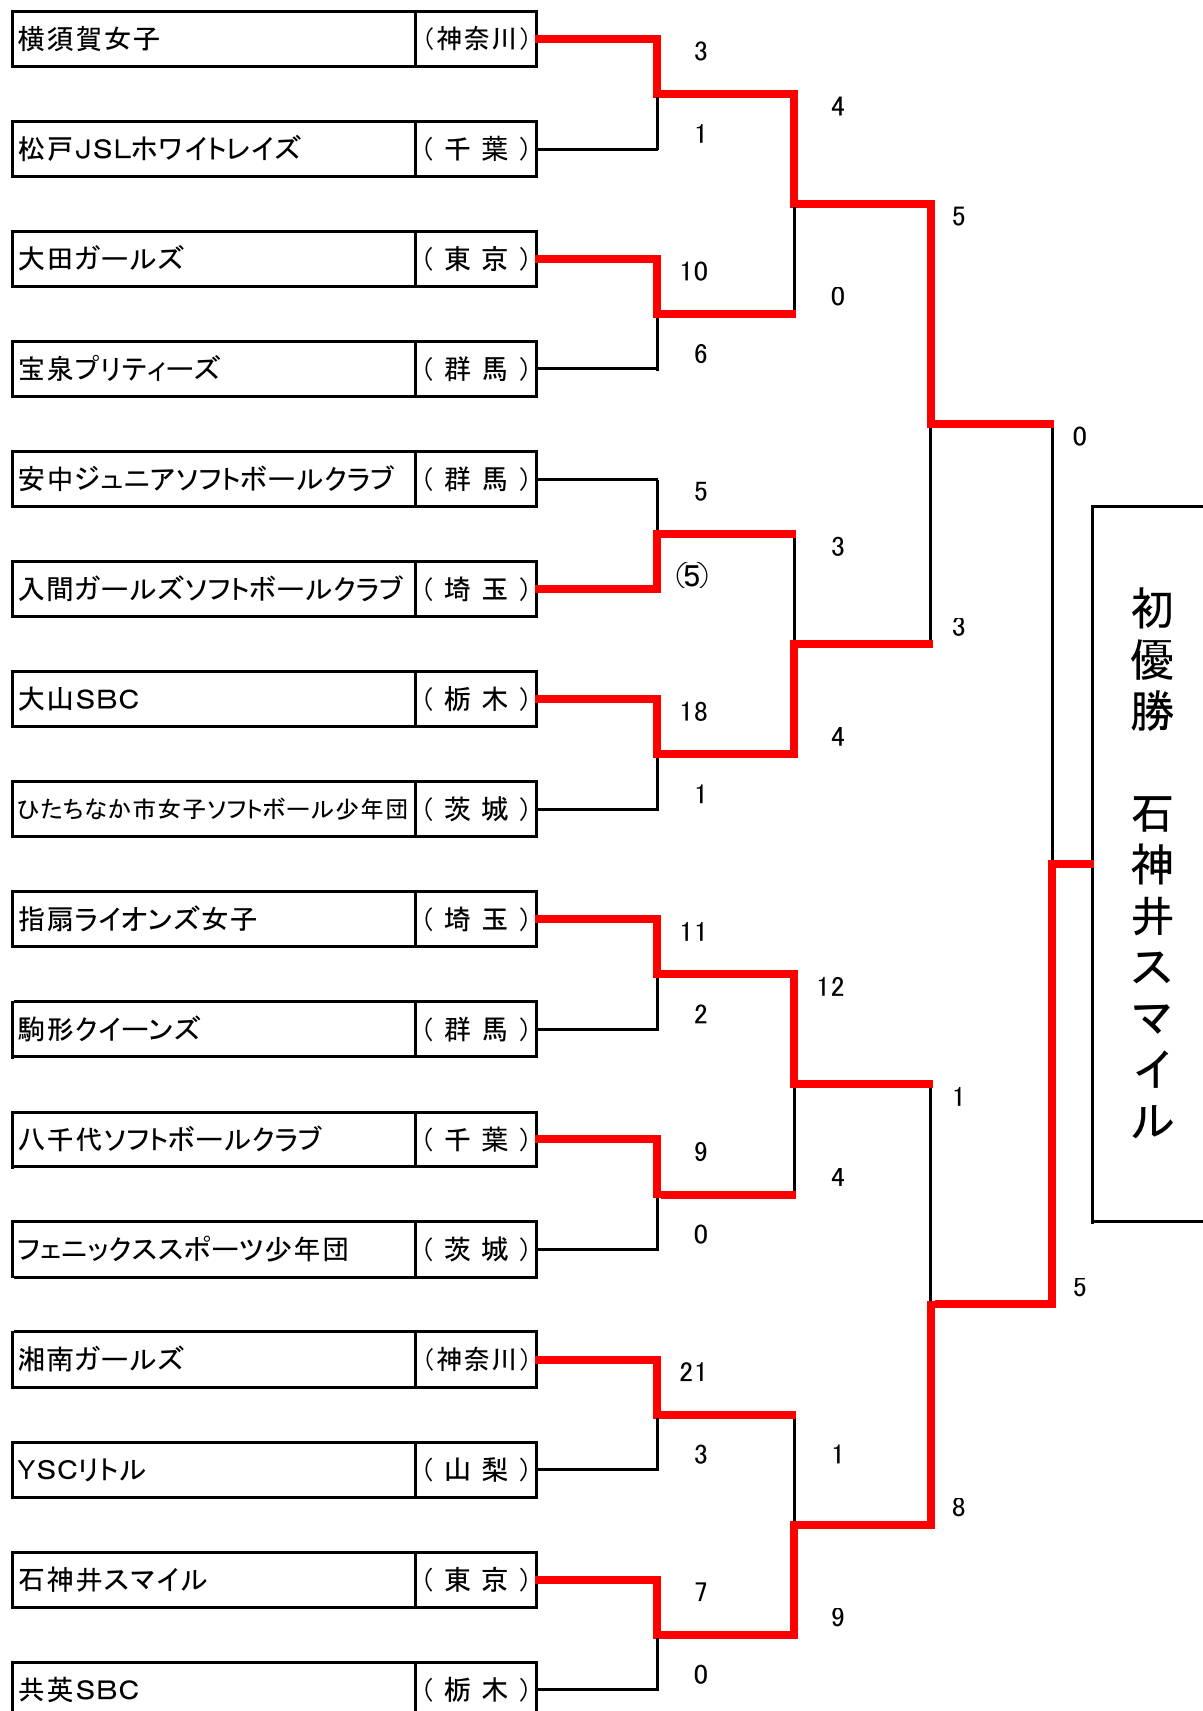 横須賀女子 (神奈川)
3
4
松戸JSLホワイトレイズ (千葉)
1
5
大田ガールズ (東京)
10
0
宝泉プリティーズ (群馬)
6
0
安中ジュニアソフトボールクラブ (群馬)
5
3
入間ガールズソフトボールクラブ (埼玉)
(5)
3
大山SBC (栃木)
18
4
ひたちなか市女子ソフトボール少年団 (茨城)
1
指扇ライオンズ女子 (埼玉)
11
12
駒形クイーンズ (群馬)
2
1
八千代ソフトボールクラブ (千葉)
9
4
フェニックススポーツ少年団 (茨城)
0
5
湘南ガールズ (神奈川)
21
1
YSCリトル (山梨)
3
8
石神井スマイル (東京)
7
9
共英SBC (栃木)
0
初優勝 石神井スマイル